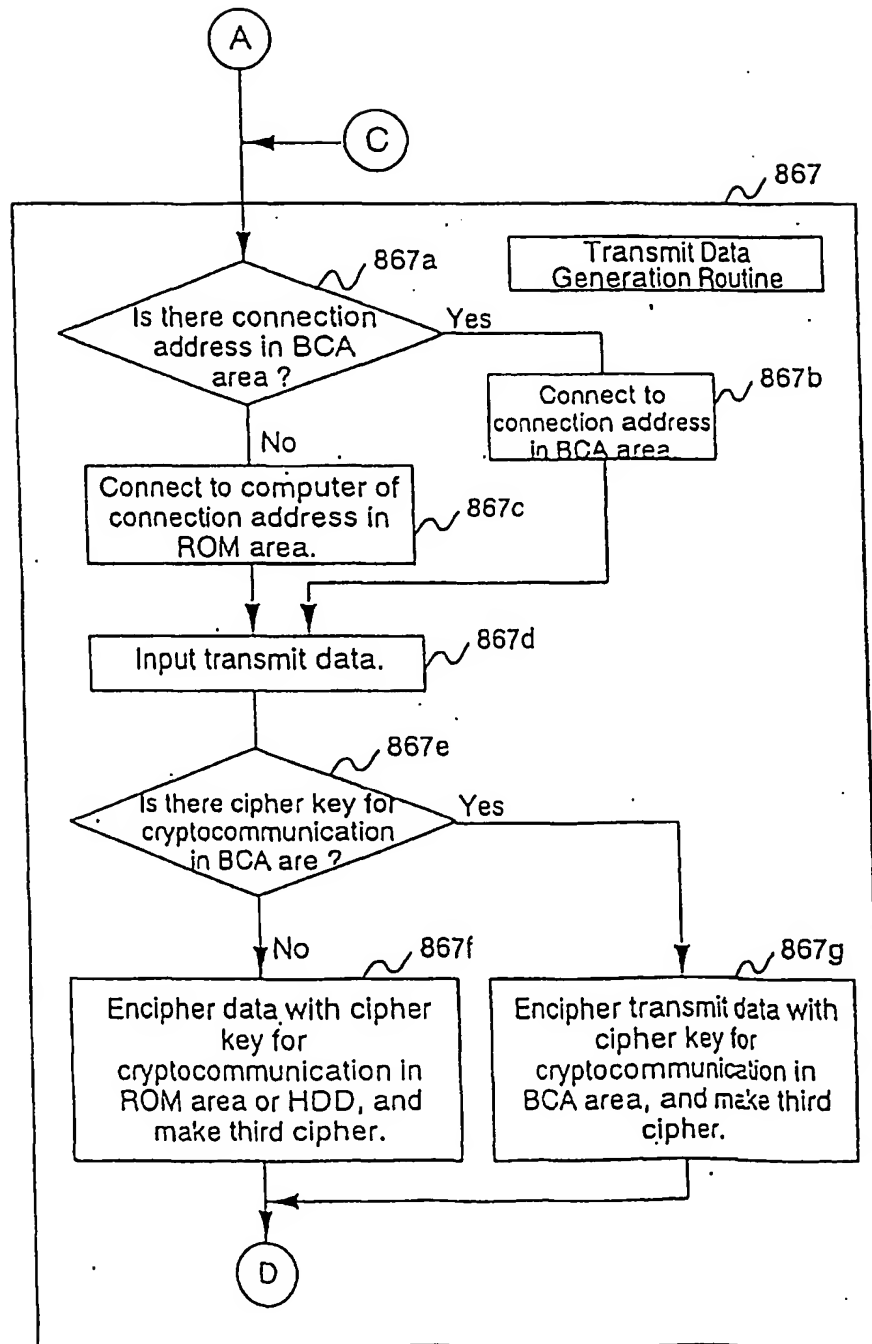 A
C
867
Transmit Data
Generation Routine
867a
Is there connection
address in BCA
area ?
Yes
867b
Connect to
connection address
in BCA area.
No
Connect to computer of
connection address in
ROM area.
867c
Input transmit data.
867d
867e
Is there cipher key for
cryptocommunication
in BCA are ?
Yes
No
867f
Encipher data with cipher
key for
cryptocommunication in
ROM area or HDD, and
make third cipher.
867g
Encipher transmit data with
cipher key for
cryptocommunication in
BCA area, and make third
cipher.
D